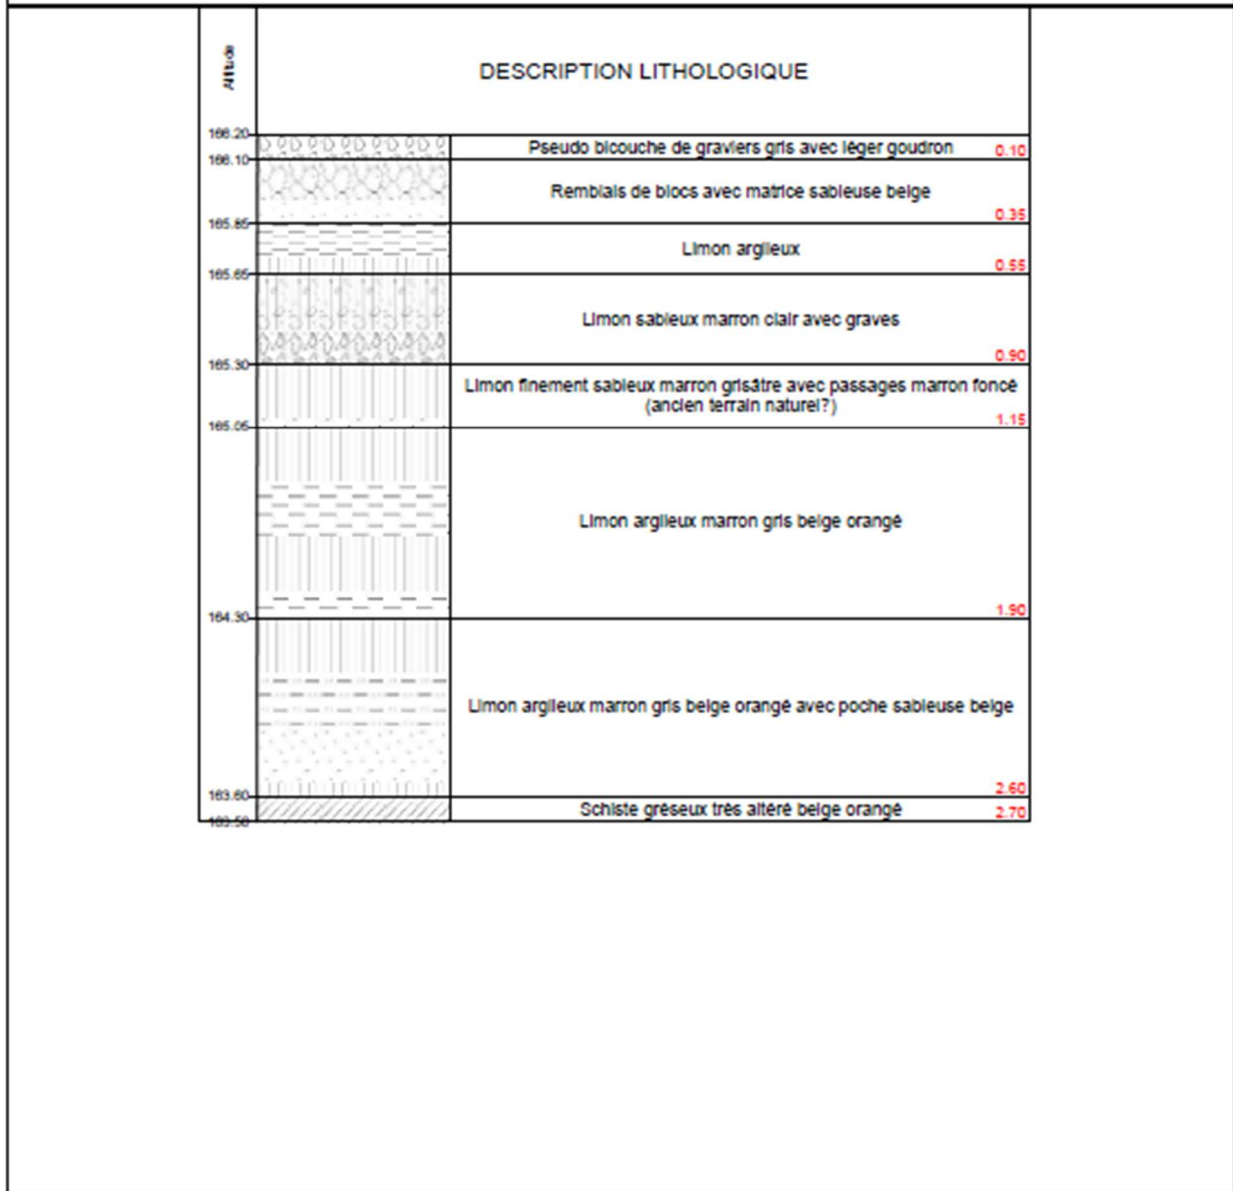 Altitude
DESCRIPTION LITHOLOGIQUE
166.20
Pseudo bicouche de graviers gris avec léger goudron
0.10
166.10
Remblais de blocs avec matrice sableuse beige
0.35
165.85
Limon argileux
0.55
165.65
Limon sableux marron clair avec graves
0.90
165.30
Limon finement sableux marron grisâtre avec passages marron foncé
(ancien terrain naturel?)
1.15
165.05
Limon argileux marron gris beige orangé
1.90
164.30
Limon argileux marron gris beige orangé avec poche sableuse beige
2.60
163.60
Schiste gréseux très altéré beige orangé
2.70
163.50